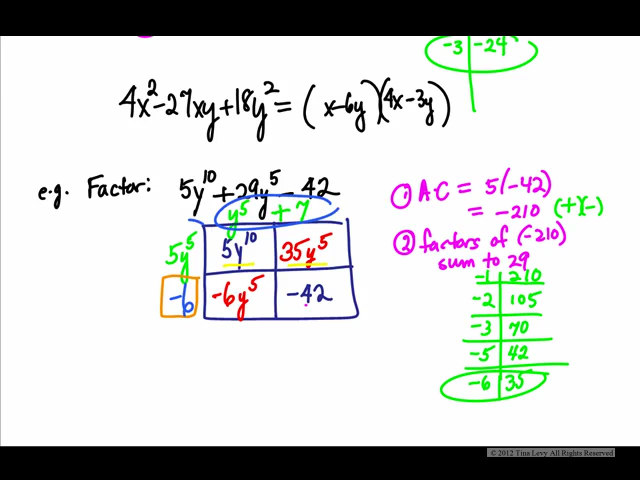 -3 -24
4x²-27xy+18y²=(x-6y)(4x-3y)
e.g. Factor: 5y¹⁰+29y⁵-42
y⁵ +7
5y⁵ 5y¹⁰ 35y⁵
-6 -6y⁵ -42
① A·C = 5(-42)
= -210 (+)(-)
② factors of (-210)
sum to 29
-1 210
-2 105
-3 70
-5 42
-6 35
© 2012 Tina Levy All Rights Reserved